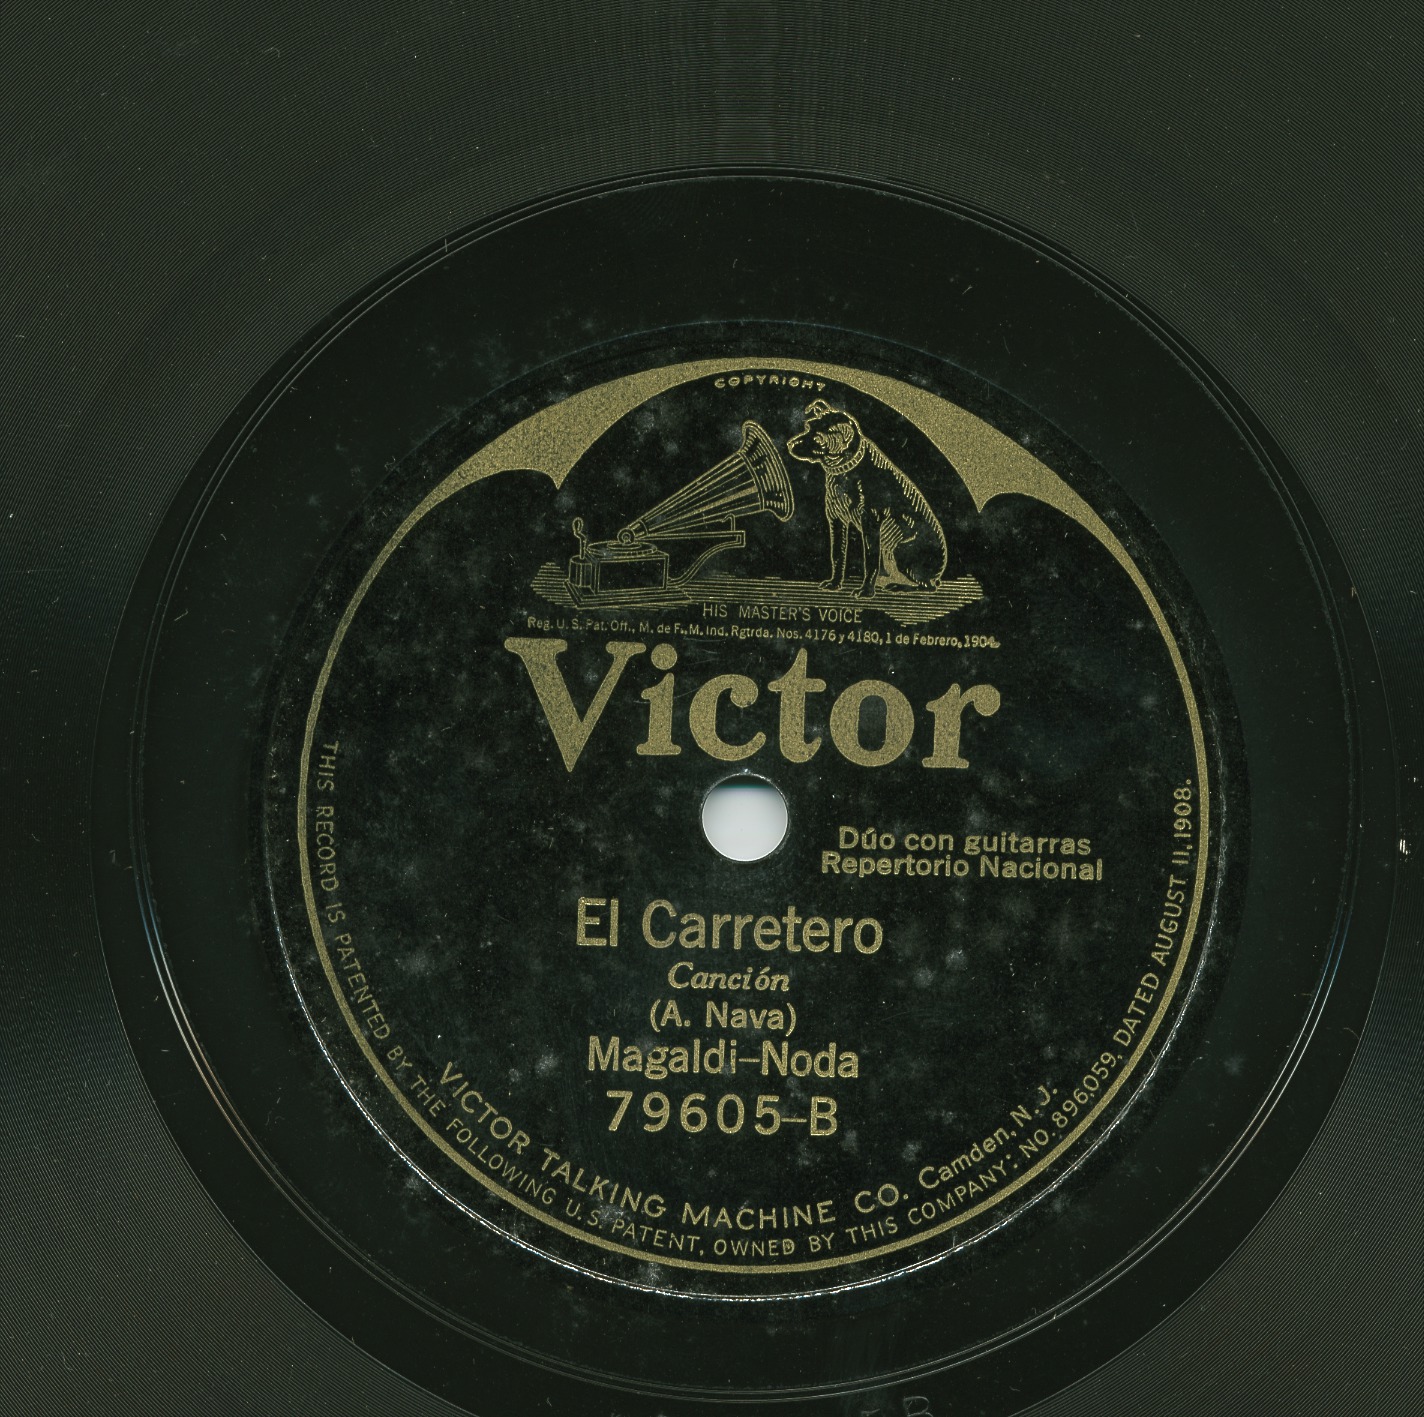 COPYRIGHT
HIS MASTER'S VOICE
Reg. U. S. Pat. Off., M. de F., M. Ind. Rgtrda. Nos. 4176 y 4180, 1 de Febrero, 1904.
Victor
Dúo con guitarras
Repertorio Nacional
El Carretero
Canción
(A. Nava)
Magaldi–Noda
79605–B
VICTOR TALKING MACHINE CO. Camden, N. J.
THIS RECORD IS PATENTED BY THE FOLLOWING U.S. PATENT, OWNED BY THIS COMPANY: NO. 896,059, DATED AUGUST 11, 1908.
B